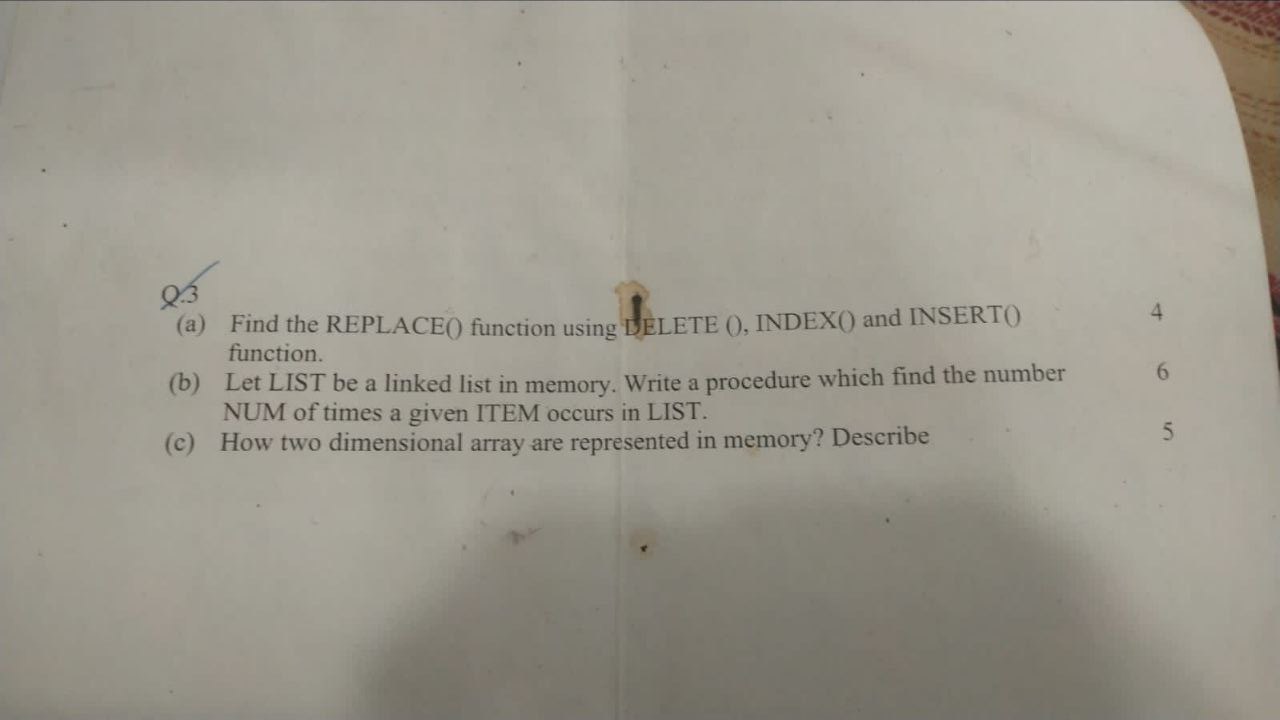 Q.3
(a) Find the REPLACE() function using DELETE (), INDEX() and INSERT() 4
function.
(b) Let LIST be a linked list in memory. Write a procedure which find the number 6
NUM of times a given ITEM occurs in LIST.
(c) How two dimensional array are represented in memory? Describe 5